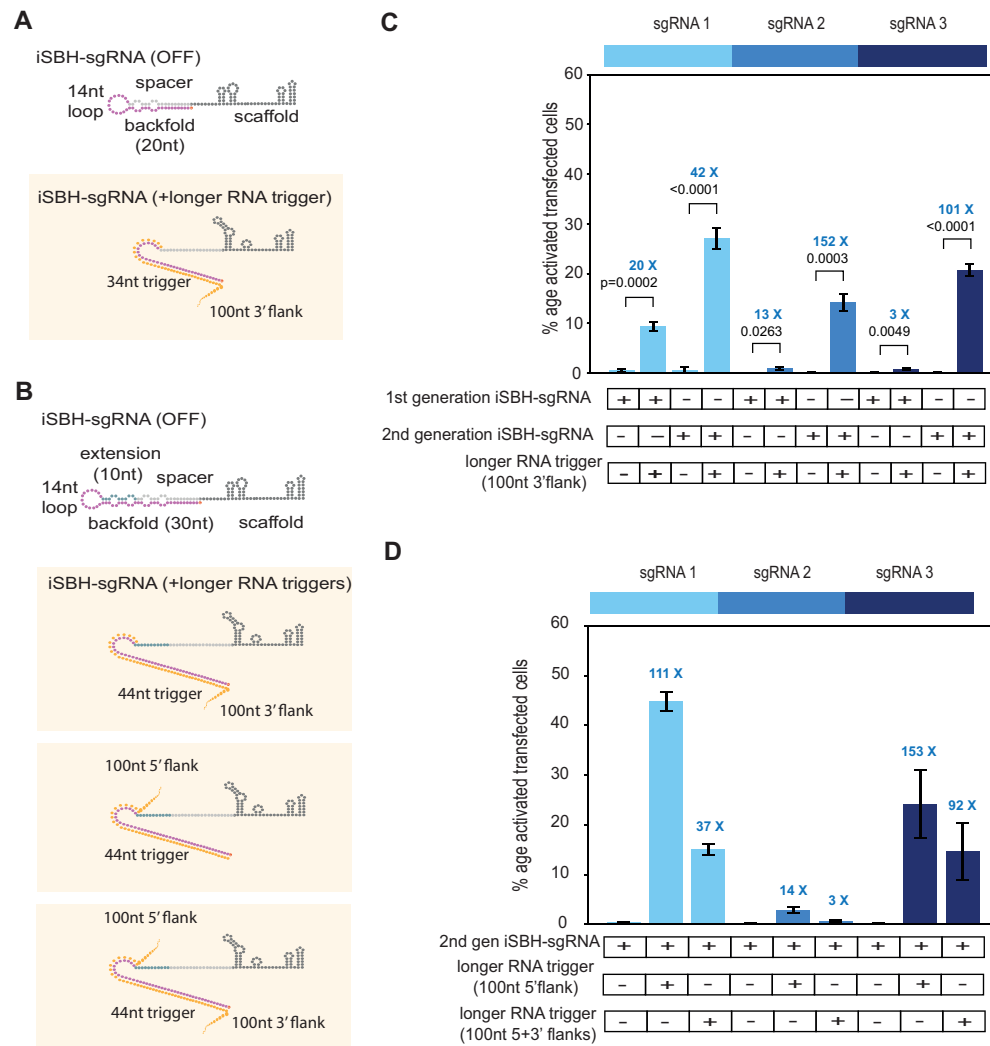 A
iSBH-sgRNA (OFF)
spacer
14nt
loop
backfold
(20nt)
scaffold
iSBH-sgRNA (+longer RNA trigger)
34nt trigger
100nt 3' flank
B
iSBH-sgRNA (OFF)
extension
(10nt)
spacer
14nt
loop
backfold (30nt)
scaffold
iSBH-sgRNA (+longer RNA triggers)
44nt trigger
100nt 3' flank
100nt 5' flank
44nt trigger
100nt 5' flank
44nt trigger
100nt 3' flank
C
sgRNA 1 sgRNA 2 sgRNA 3
% age activated transfected cells
60
50
40
30
20
10
0
20 X
p=0.0002
42 X
<0.0001
13 X
0.0263
152 X
0.0003
3 X
0.0049
101 X
<0.0001
1st generation iSBH-sgRNA + + – – + + – — + + – –
2nd generation iSBH-sgRNA – — + + – – + + – – + +
longer RNA trigger
(100nt 3'flank) – + – + – + – + – + – +
D
sgRNA 1 sgRNA 2 sgRNA 3
% age activated transfected cells
60
50
40
30
20
10
0
111 X
37 X
14 X
3 X
153 X
92 X
2nd gen iSBH-sgRNA + + + + + + + + +
longer RNA trigger
(100nt 5'flank) – + – – + – – + –
longer RNA trigger
(100nt 5+3' flanks) – – + – – + – – +